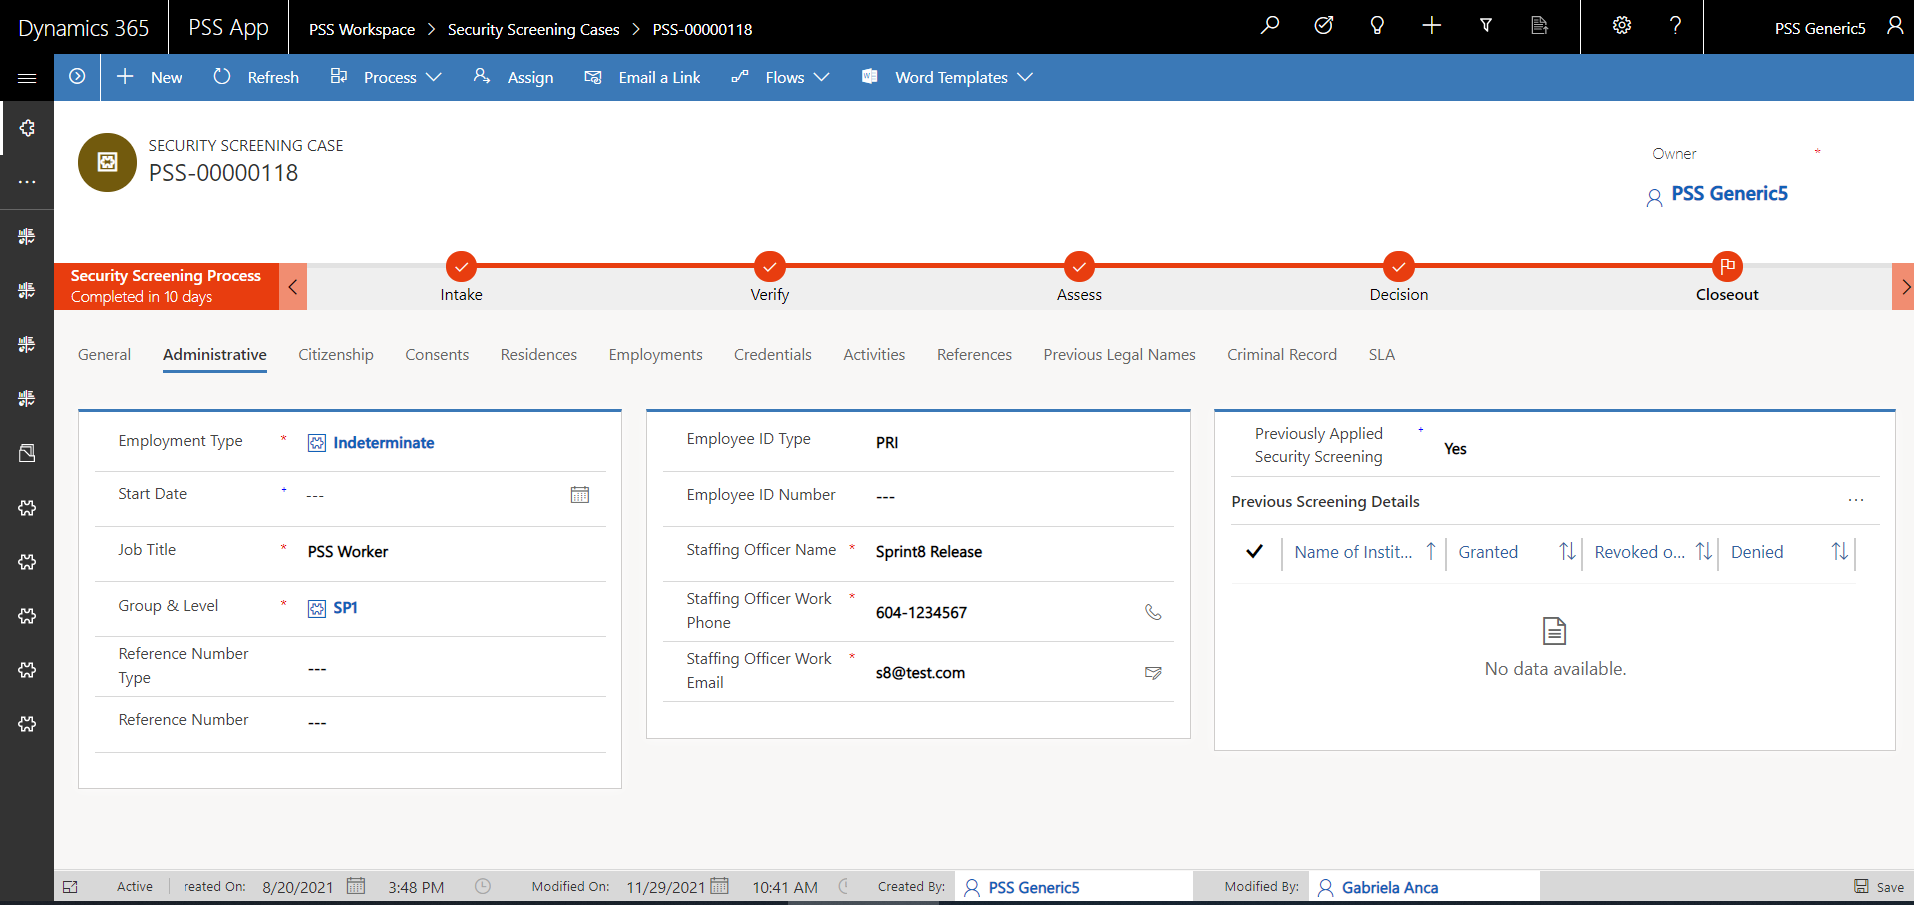 Dynamics 365
PSS App
PSS Workspace > Security Screening Cases > PSS-00000118
PSS Generic5
New
Refresh
Process
Assign
Email a Link
Flows
Word Templates
SECURITY SCREENING CASE
PSS-00000118
Owner *
PSS Generic5
Security Screening Process
Completed in 10 days
Intake
Verify
Assess
Decision
Closeout
General
Administrative
Citizenship
Consents
Residences
Employments
Credentials
Activities
References
Previous Legal Names
Criminal Record
SLA
Employment Type * Indeterminate
Start Date + ---
Job Title * PSS Worker
Group & Level * SP1
Reference Number
Type
---
Reference Number ---
Employee ID Type PRI
Employee ID Number ---
Staffing Officer Name * Sprint8 Release
Staffing Officer Work *
Phone
604-1234567
Staffing Officer Work *
Email
s8@test.com
Previously Applied +
Security Screening
Yes
Previous Screening Details ...
Name of Instit...
Granted
Revoked o...
Denied
No data available.
Active
reated On: 8/20/2021 3:48 PM
Modified On: 11/29/2021 10:41 AM
Created By: PSS Generic5
Modified By: Gabriela Anca
Save